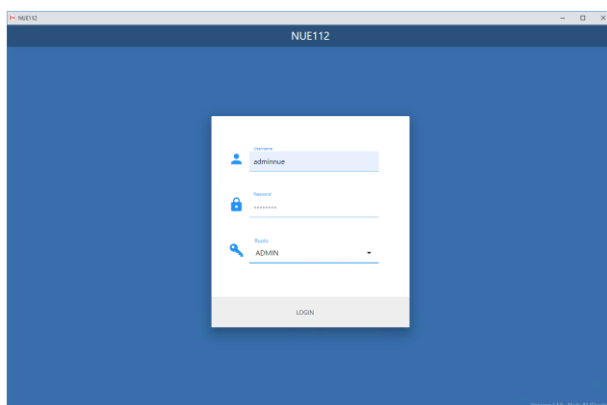 NUE112
NUE112
Username
adminnue
Password
••••••••
Ruolo
ADMIN
LOGIN